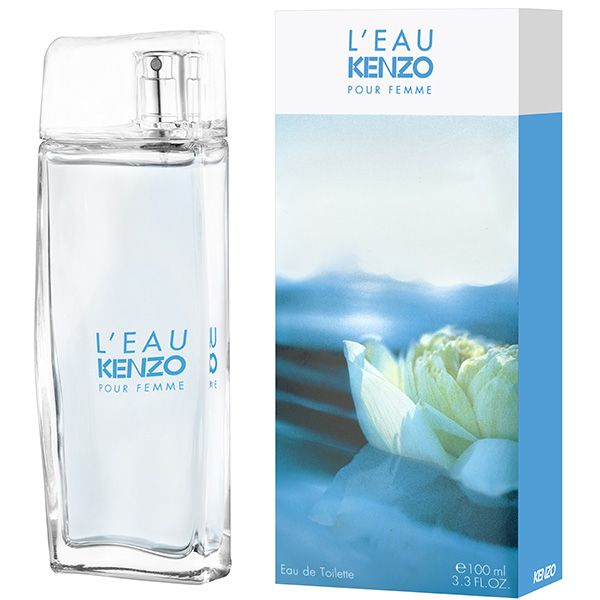 L'EAU
KENZO
POUR FEMME
L'EAU
KENZO
POUR FEMME
Eau de Toilette
e 100 ml
3.3 FL.OZ.
KENZO